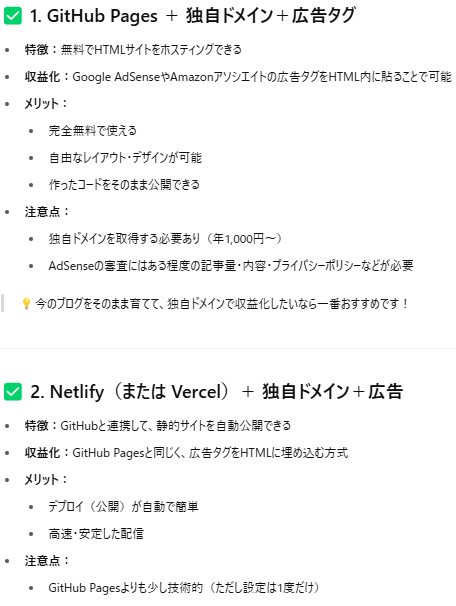 ✅ 1. GitHub Pages ＋ 独自ドメイン＋広告タグ
• 特徴：無料でHTMLサイトをホスティングできる
• 収益化：Google AdSenseやAmazonアソシエイトの広告タグをHTML内に貼ることで可能
• メリット：
• 完全無料で使える
• 自由なレイアウト・デザインが可能
• 作ったコードをそのまま公開できる
• 注意点：
• 独自ドメインを取得する必要あり（年1,000円〜）
• AdSenseの審査にはある程度の記事量・内容・プライバシーポリシーなどが必要
💡 今のブログをそのまま育てて、独自ドメインで収益化したいなら一番おすすめです！
✅ 2. Netlify（または Vercel）＋ 独自ドメイン＋広告
• 特徴：GitHubと連携して、静的サイトを自動公開できる
• 収益化：GitHub Pagesと同じく、広告タグをHTMLに埋め込む方式
• メリット：
• デプロイ（公開）が自動で簡単
• 高速・安定した配信
• 注意点：
• GitHub Pagesよりも少し技術的（ただし設定は1度だけ）